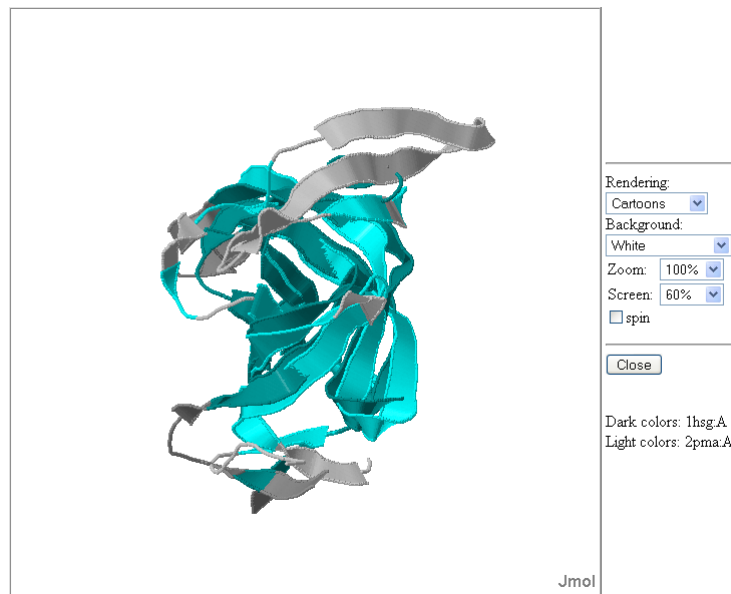 Rendering:
Cartoons
Background:
White
Zoom: 100%
Screen: 60%
spin
Close
Dark colors: 1hsg:A
Light colors: 2pma:A
Jmol